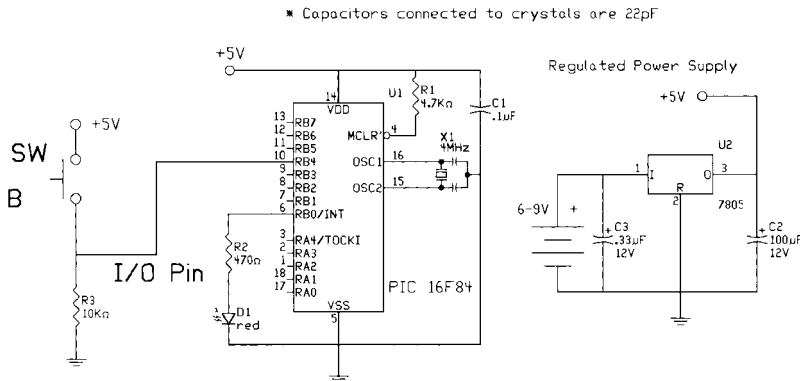 * Capacitors connected to crystals are 22pF
Regulated Power Supply
+5V
+5V
SW
B
I/O Pin
R3
10KΩ
14
VDD
U1
R1
4.7KΩ
C1
.1µF
13 RB7
12 RB6
11 RB5
10 RB4
9 RB3
8 RB2
7 RB1
6 RB0/INT
3 RA4/TOCKI
2 RA3
1 RA2
18 RA1
17 RA0
MCLR' 4
OSC1 16
OSC2 15
X1
4MHz
R2
470Ω
D1
red
VSS
5
PIC 16F84
+5V
U2
1 I O 3
R
2
7805
6-9V +
+ C3
.33µF
12V
+ C2
100µF
12V